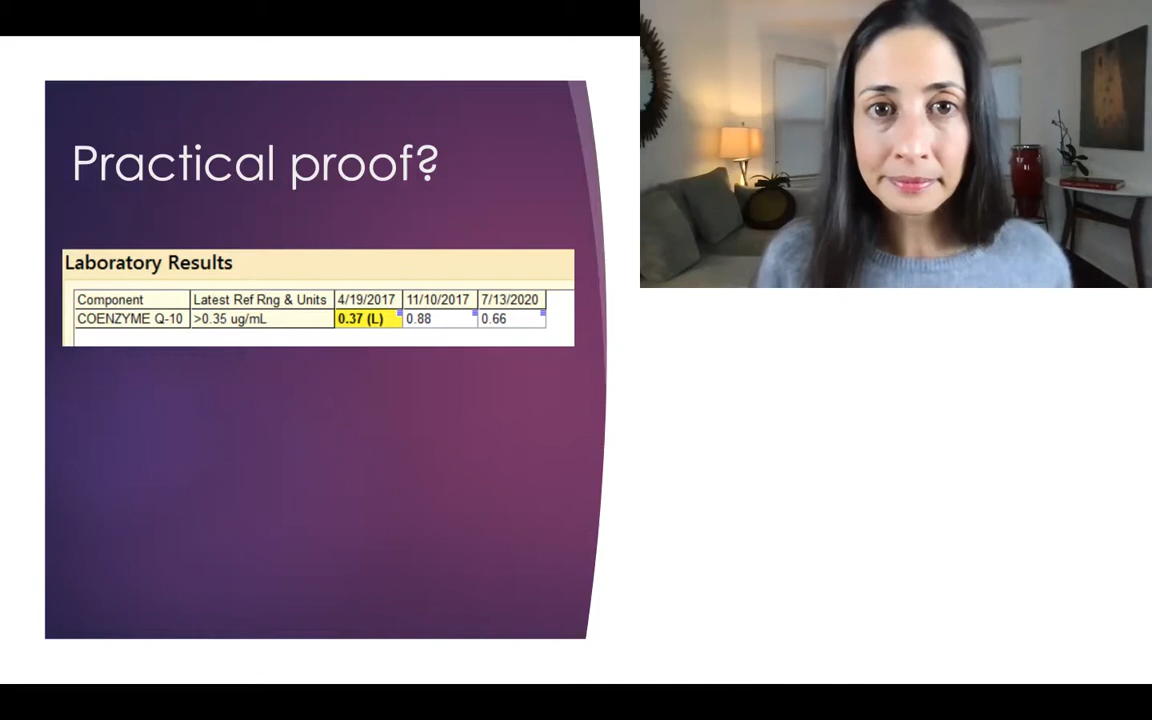 Practical proof?
Laboratory Results
Component Latest Ref Rng & Units 4/19/2017 11/10/2017 7/13/2020
COENZYME Q-10 >0.35 ug/mL 0.37 (L) 0.88 0.66